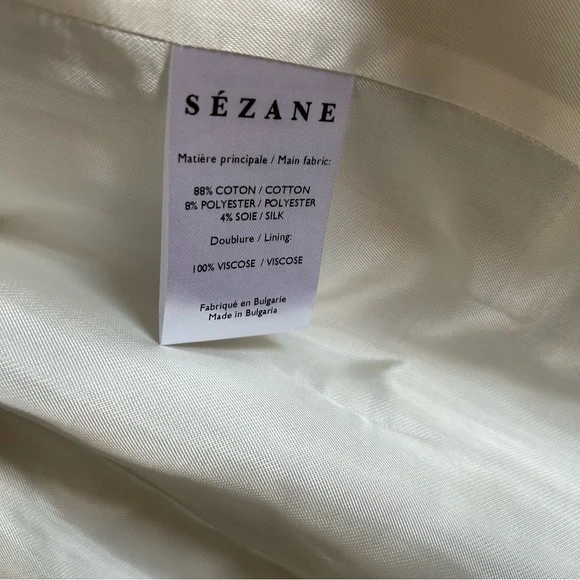 SÉZANE
Matière principale / Main fabric:
88% COTON / COTTON
8% POLYESTER / POLYESTER
4% SOIE / SILK
Doublure / Lining:
100% VISCOSE / VISCOSE
Fabriqué en Bulgarie
Made in Bulgaria